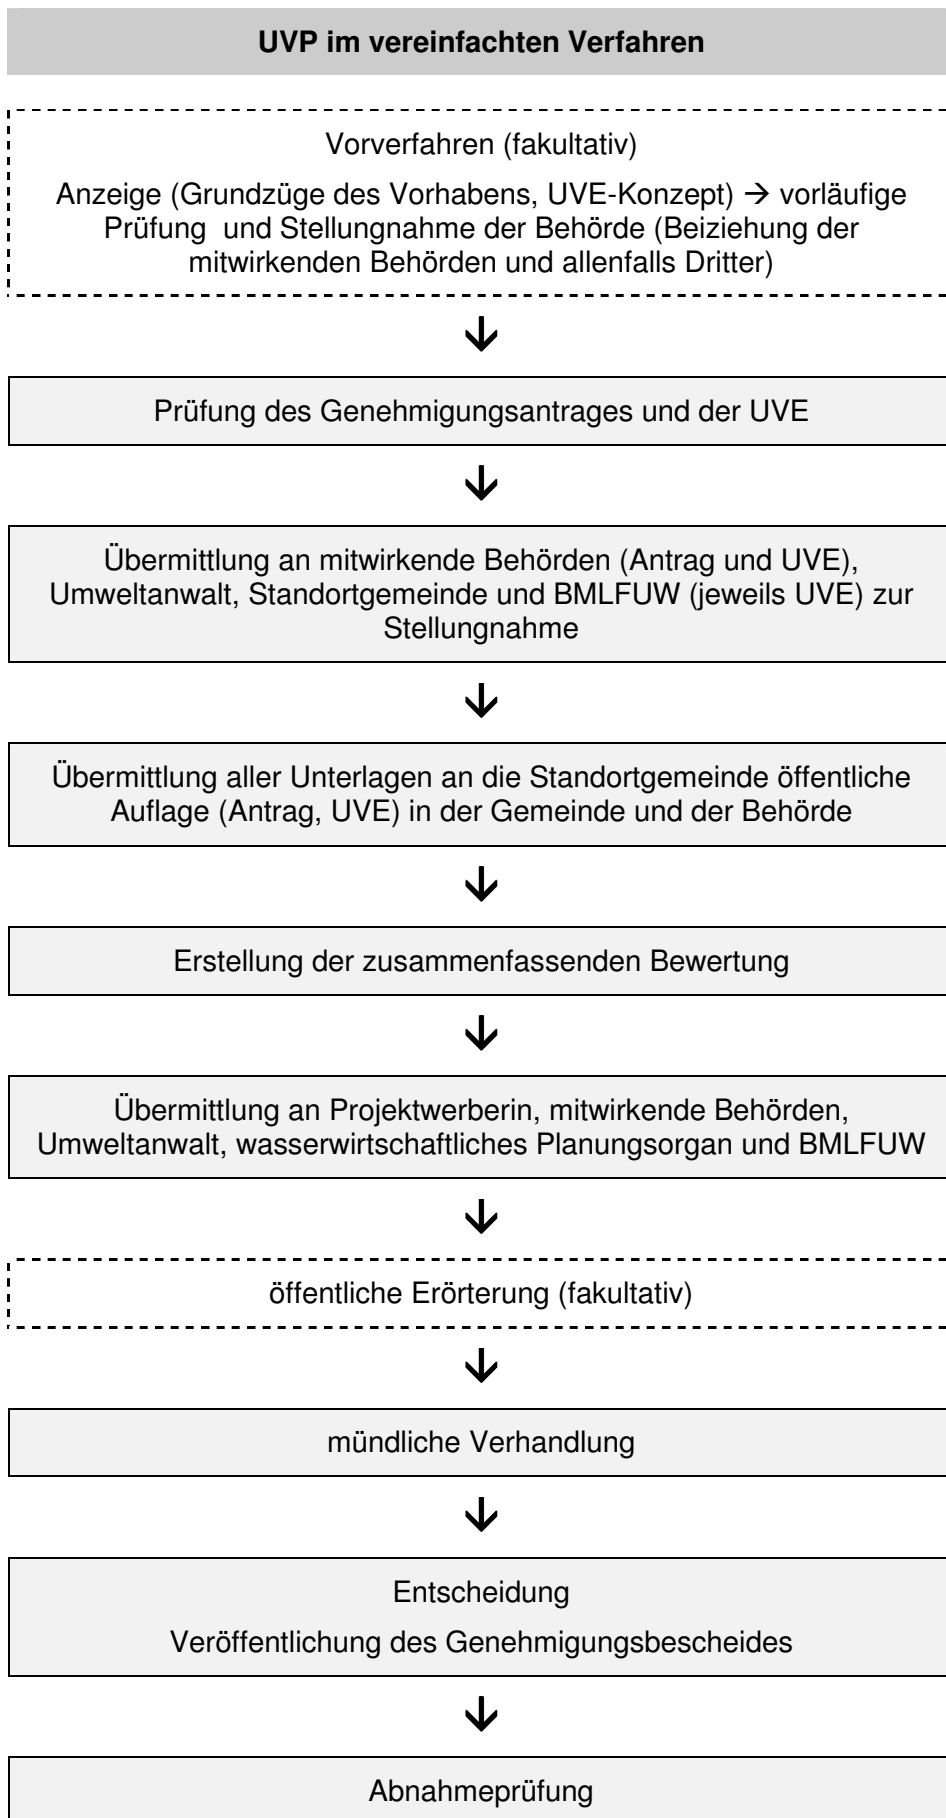 UVP im vereinfachten Verfahren
Vorverfahren (fakultativ)
Anzeige (Grundzüge des Vorhabens, UVE-Konzept) → vorläufige
Prüfung und Stellungnahme der Behörde (Beiziehung der
mitwirkenden Behörden und allenfalls Dritter)
Prüfung des Genehmigungsantrages und der UVE
Übermittlung an mitwirkende Behörden (Antrag und UVE),
Umweltanwalt, Standortgemeinde und BMLFUW (jeweils UVE) zur
Stellungnahme
Übermittlung aller Unterlagen an die Standortgemeinde öffentliche
Auflage (Antrag, UVE) in der Gemeinde und der Behörde
Erstellung der zusammenfassenden Bewertung
Übermittlung an Projektwerberin, mitwirkende Behörden,
Umweltanwalt, wasserwirtschaftliches Planungsorgan und BMLFUW
öffentliche Erörterung (fakultativ)
mündliche Verhandlung
Entscheidung
Veröffentlichung des Genehmigungsbescheides
Abnahmeprüfung